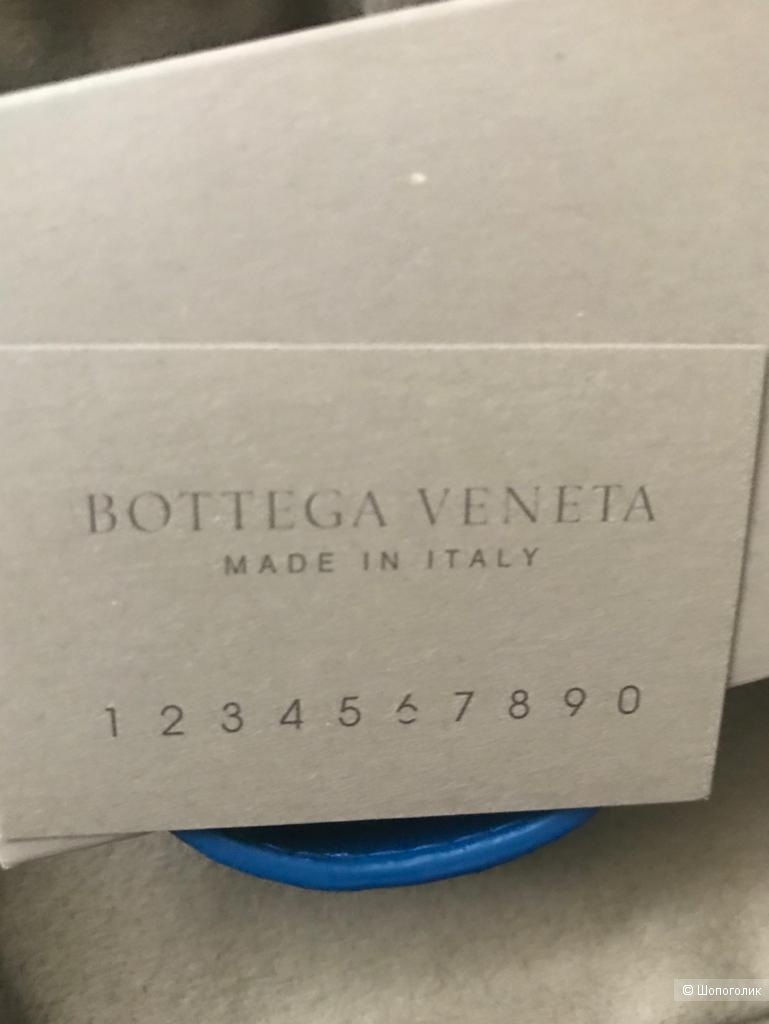 BOTTEGA VENETA
MADE IN ITALY
1 2 3 4 5 6 7 8 9 0
© Шопоголик